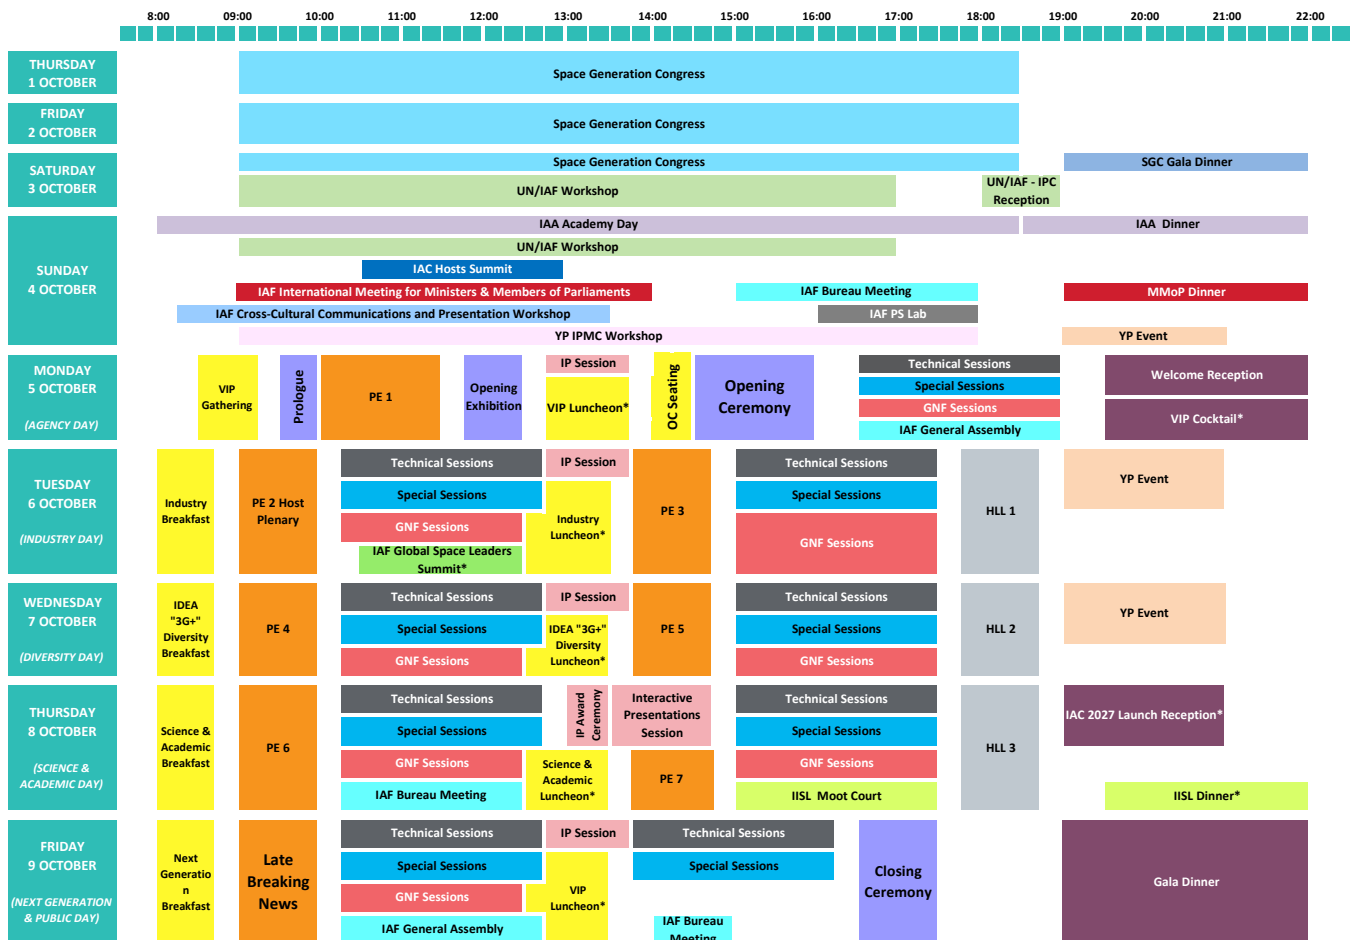 8:00 09:00 10:00 11:00 12:00 13:00 14:00 15:00 16:00 17:00 18:00 19:00 20:00 21:00 22:00
THURSDAY
1 OCTOBER
Space Generation Congress
FRIDAY
2 OCTOBER
Space Generation Congress
SATURDAY
3 OCTOBER
Space Generation Congress
SGC Gala Dinner
UN/IAF Workshop
UN/IAF - IPC
Reception
SUNDAY
4 OCTOBER
IAA Academy Day
IAA Dinner
UN/IAF Workshop
IAC Hosts Summit
IAF International Meeting for Ministers & Members of Parliaments
IAF Bureau Meeting
MMoP Dinner
IAF Cross-Cultural Communications and Presentation Workshop
IAF PS Lab
YP IPMC Workshop
YP Event
MONDAY
5 OCTOBER
(AGENCY DAY)
VIP
Gathering
Prologue
PE 1
Opening
Exhibition
IP Session
VIP Luncheon*
OC Seating
Opening
Ceremony
Technical Sessions
Special Sessions
GNF Sessions
IAF General Assembly
Welcome Reception
VIP Cocktail*
TUESDAY
6 OCTOBER
(INDUSTRY DAY)
Industry
Breakfast
PE 2 Host
Plenary
Technical Sessions
Special Sessions
GNF Sessions
IAF Global Space Leaders
Summit*
IP Session
Industry
Luncheon*
PE 3
Technical Sessions
Special Sessions
GNF Sessions
HLL 1
YP Event
WEDNESDAY
7 OCTOBER
(DIVERSITY DAY)
IDEA
"3G+"
Diversity
Breakfast
PE 4
Technical Sessions
Special Sessions
GNF Sessions
IP Session
IDEA "3G+"
Diversity
Luncheon*
PE 5
Technical Sessions
Special Sessions
GNF Sessions
HLL 2
YP Event
THURSDAY
8 OCTOBER
(SCIENCE &
ACADEMIC DAY)
Science &
Academic
Breakfast
PE 6
Technical Sessions
Special Sessions
GNF Sessions
IAF Bureau Meeting
IP Award
Ceremony
Interactive
Presentations
Session
Science &
Academic
Luncheon*
PE 7
Technical Sessions
Special Sessions
GNF Sessions
IISL Moot Court
HLL 3
IAC 2027 Launch Reception*
IISL Dinner*
FRIDAY
9 OCTOBER
(NEXT GENERATION
& PUBLIC DAY)
Next
Generatio
n
Breakfast
Late
Breaking
News
Technical Sessions
Special Sessions
GNF Sessions
IAF General Assembly
IP Session
VIP
Luncheon*
Technical Sessions
Special Sessions
IAF Bureau
Meeting
Closing
Ceremony
Gala Dinner